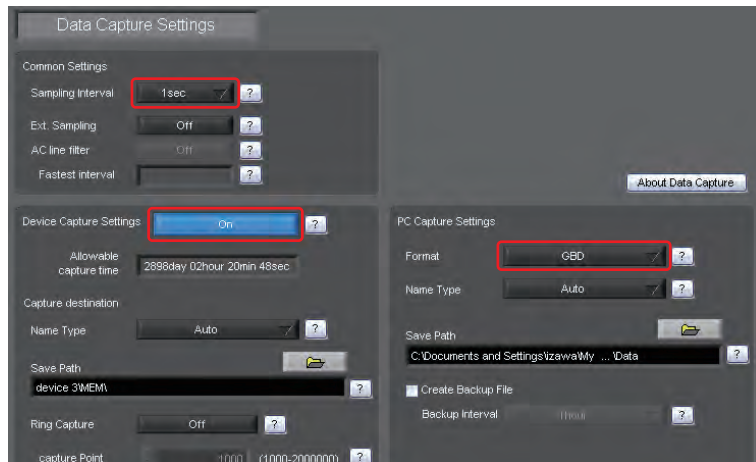 Data Capture Settings
Common Settings
Sampling Interval 1sec ?
Ext. Sampling Off ?
AC line filter Off ?
Fastest interval ?
About Data Capture
Device Capture Settings On ?
Allowable
capture time 2898day 02hour 20min 48sec
Capture destination
Name Type Auto ?
Save Path
device 3\MEM\ ?
Ring Capture Off ?
capture Point 1000 (1000-2000000) ?
PC Capture Settings
Format GBD ?
Name Type Auto ?
Save Path
C:\Documents and Settings\izawa\My ... \Data ?
Create Backup File
Backup Interval 1hour ?